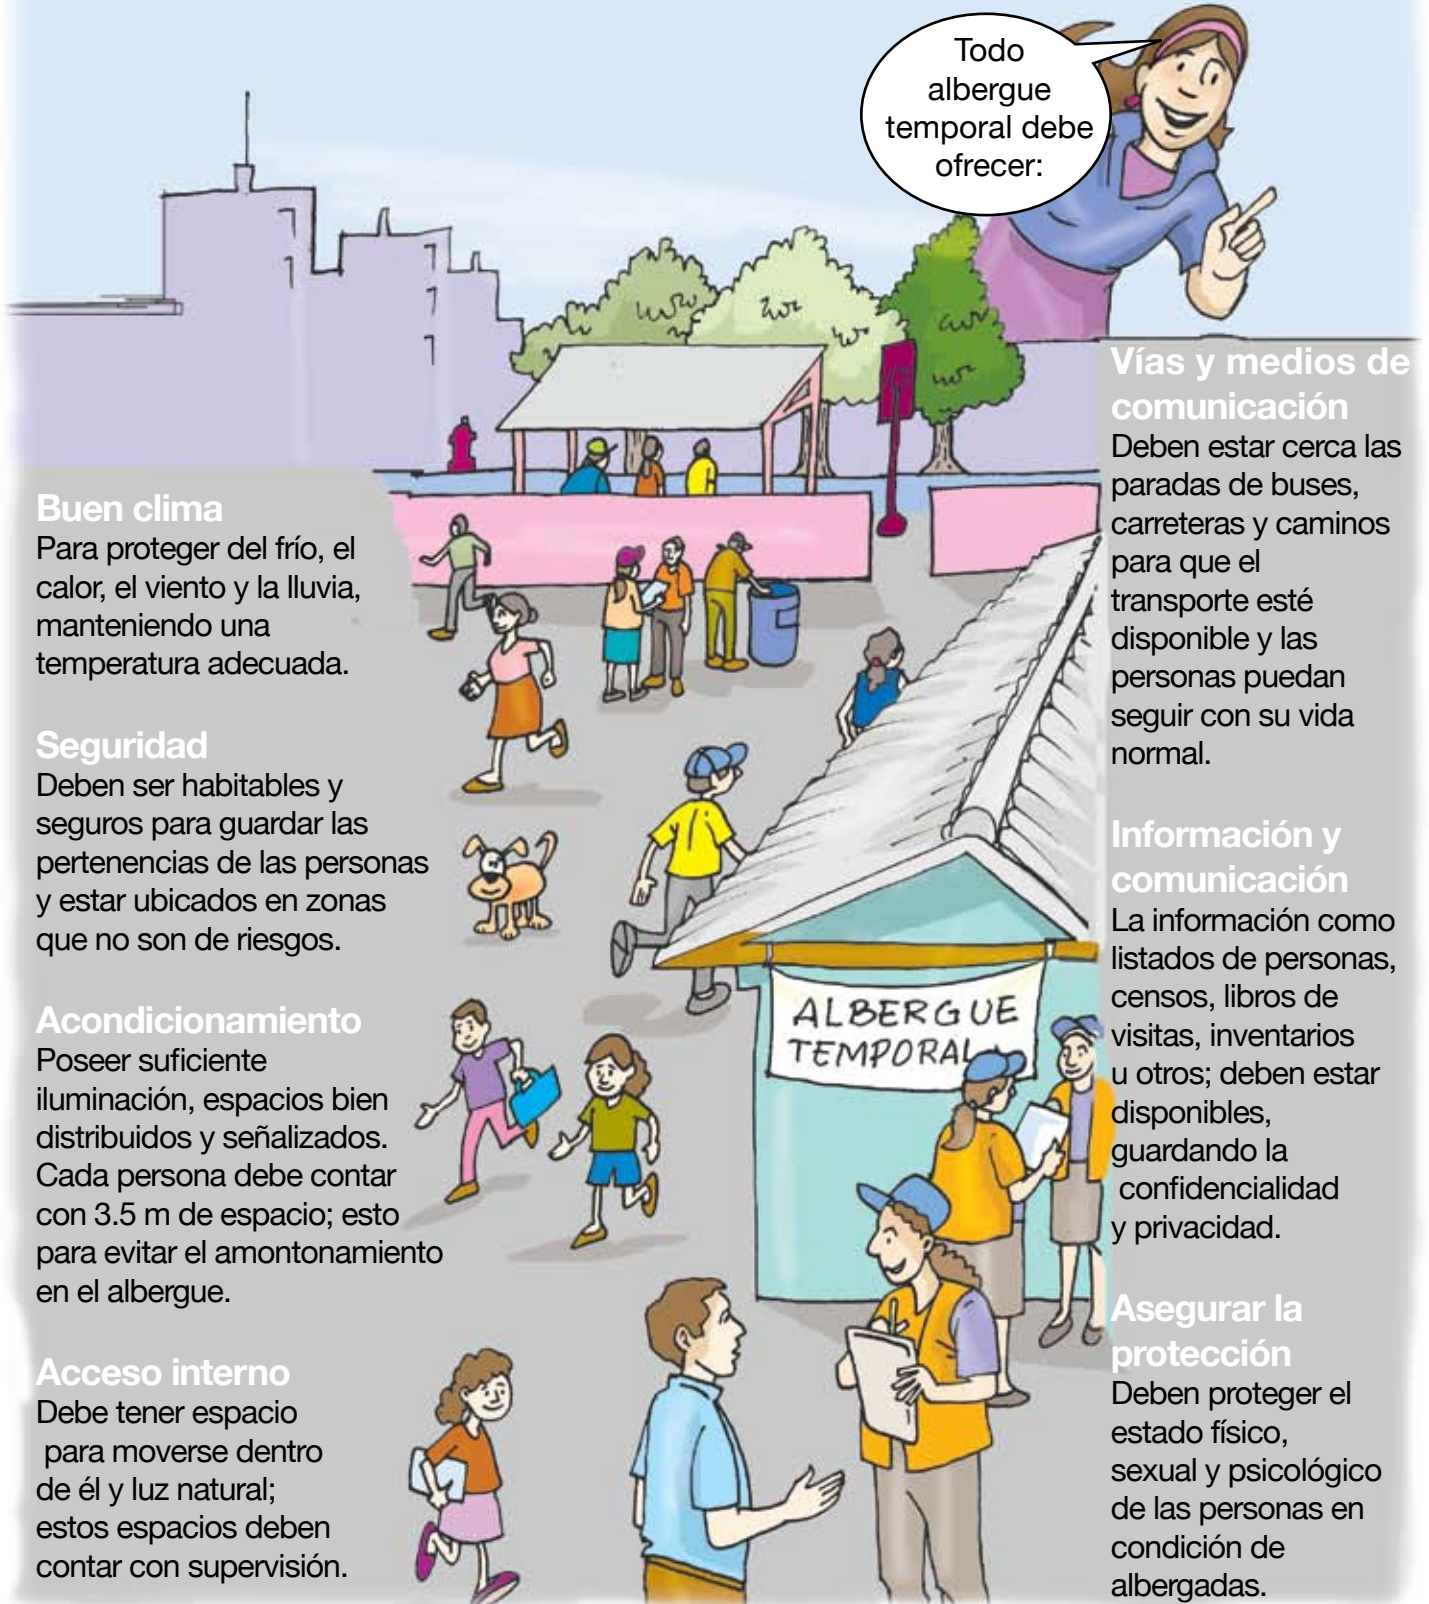 Todo
albergue
temporal debe
ofrecer:
Buen clima
Para proteger del frío, el
calor, el viento y la lluvia,
manteniendo una
temperatura adecuada.
Seguridad
Deben ser habitables y
seguros para guardar las
pertenencias de las personas
y estar ubicados en zonas
que no son de riesgos.
Acondicionamiento
Poseer suficiente
iluminación, espacios bien
distribuidos y señalizados.
Cada persona debe contar
con 3.5 m de espacio; esto
para evitar el amontonamiento
en el albergue.
Acceso interno
Debe tener espacio
para moverse dentro
de él y luz natural;
estos espacios deben
contar con supervisión.
ALBERGUE
TEMPORAL
Vías y medios de
comunicación
Deben estar cerca las
paradas de buses,
carreteras y caminos
para que el
transporte esté
disponible y las
personas puedan
seguir con su vida
normal.
Información y
comunicación
La información como
listados de personas,
censos, libros de
visitas, inventarios
u otros; deben estar
disponibles,
guardando la
confidencialidad
y privacidad.
Asegurar la
protección
Deben proteger el
estado físico,
sexual y psicológico
de las personas en
condición de
albergadas.